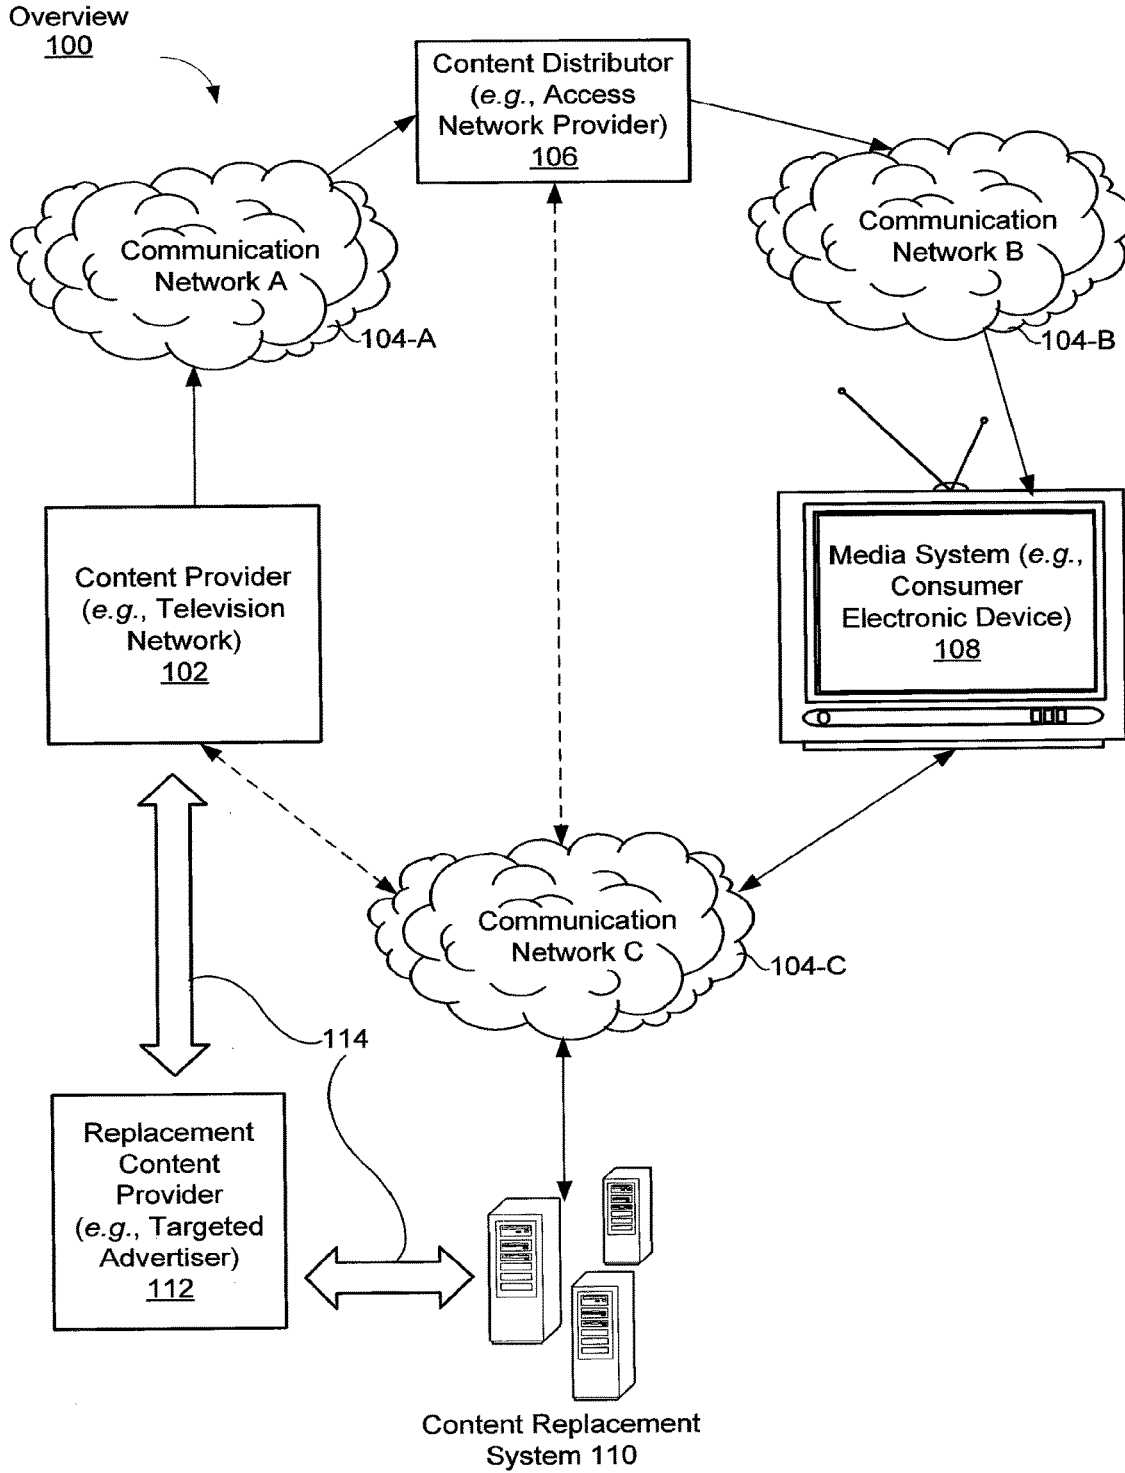 Overview
100
Content Distributor
(e.g., Access
Network Provider)
106
Communication
Network A
104-A
Communication
Network B
104-B
Content Provider
(e.g., Television
Network)
102
Media System (e.g.,
Consumer
Electronic Device)
108
Communication
Network C
104-C
114
Replacement
Content
Provider
(e.g., Targeted
Advertiser)
112
Content Replacement
System 110